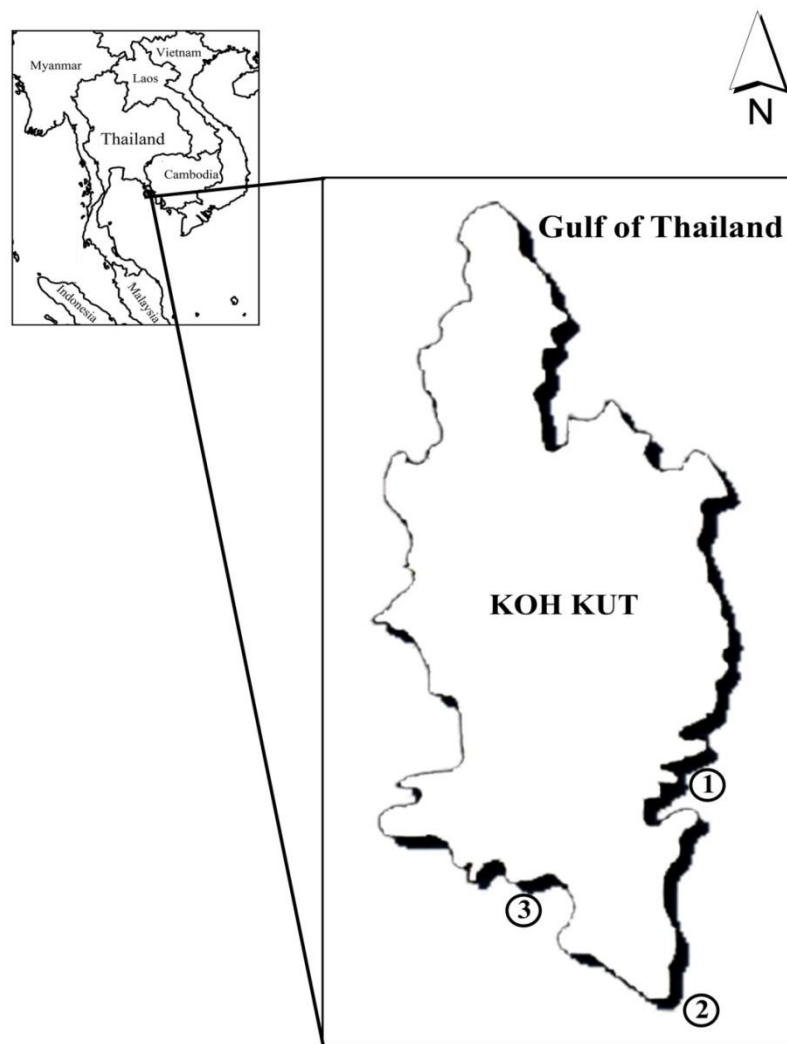 Myanmar
Vietnam
Laos
Thailand
Cambodia
Indonesia
Malaysia
N
Gulf of Thailand
KOH KUT
1
3
2